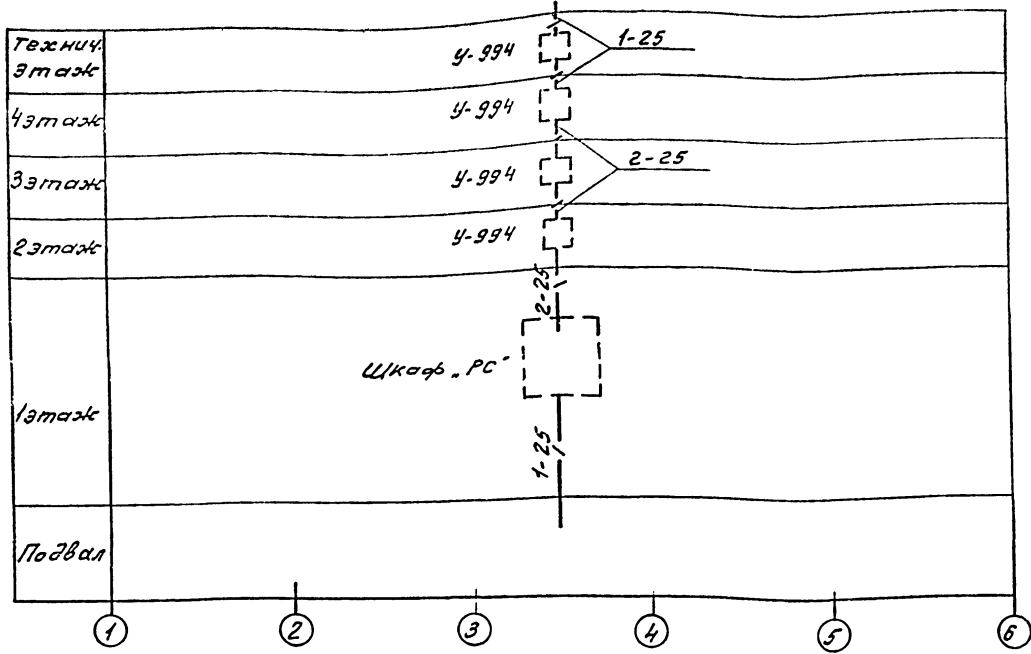 Технич.
этаж
У-994
1-25
4этаж
У-994
3этаж
У-994
2-25
2этаж
У-994
2-25
Шкаф „РС"
1этаж
1-25
Подвал
1
2
3
4
5
6